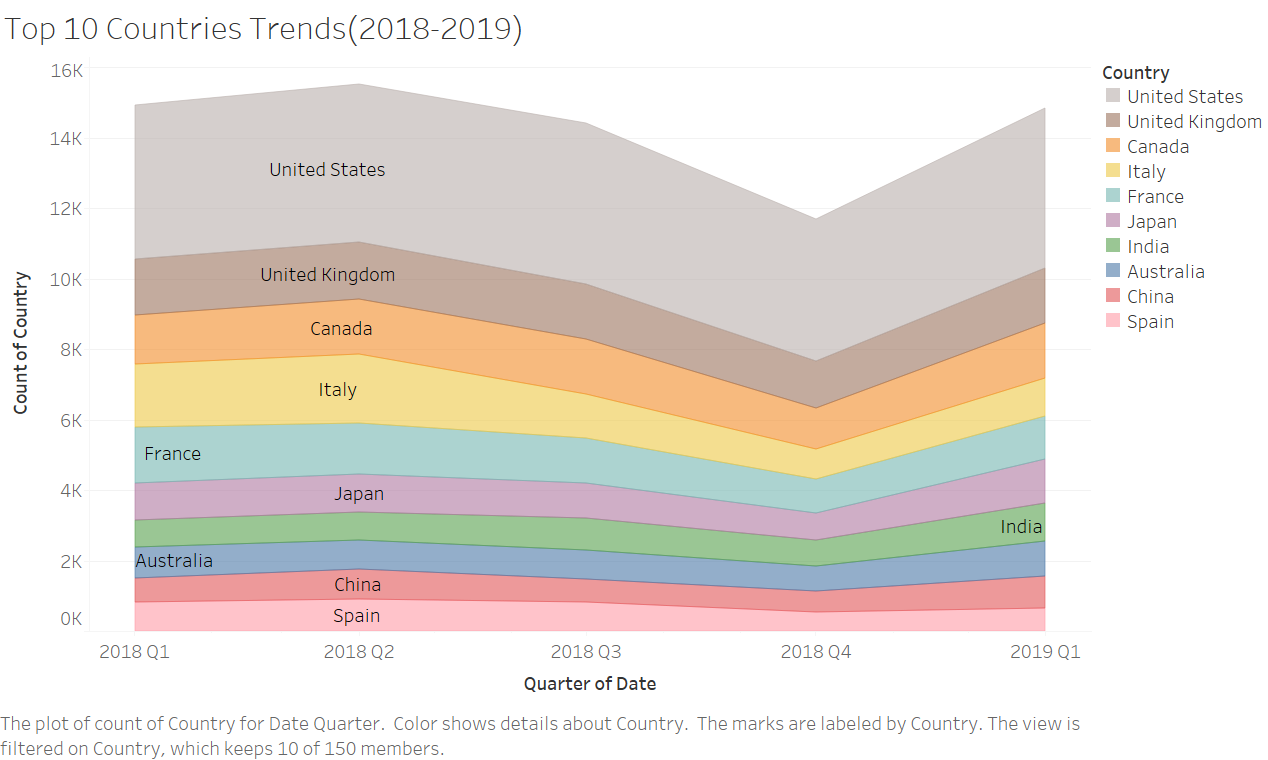 Top 10 Countries Trends(2018-2019)
16K
14K
12K
10K
8K
6K
4K
2K
0K
Count of Country
United States
United Kingdom
Canada
Italy
France
Japan
India
Australia
China
Spain
2018 Q1
2018 Q2
2018 Q3
2018 Q4
2019 Q1
Quarter of Date
Country
United States
United Kingdom
Canada
Italy
France
Japan
India
Australia
China
Spain
The plot of count of Country for Date Quarter.  Color shows details about Country.  The marks are labeled by Country. The view is
filtered on Country, which keeps 10 of 150 members.